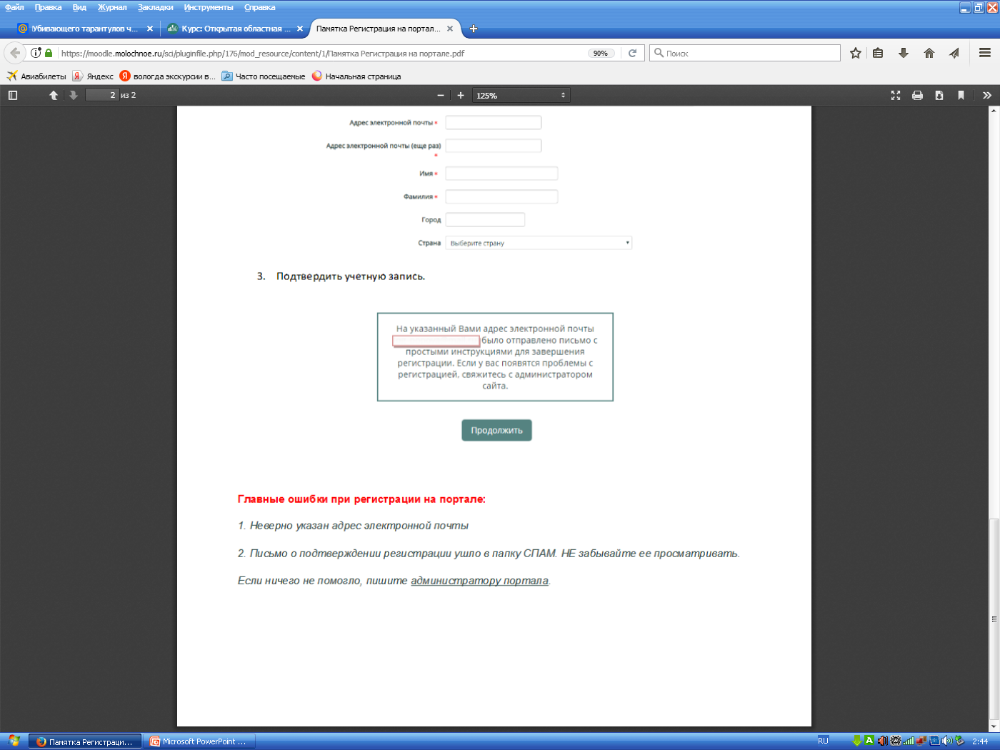 Файл Правка Вид Журнал Закладки Инструменты Справка
Убивающего тарантулов ч...
Курс: Открытая областная ...
Памятка Регистрация на портал...
https://moodle.molochnoe.ru/sci/pluginfile.php/176/mod_resource/content/1/Памятка Регистрация на портале.pdf
90%
Поиск
Авиабилеты Яндекс вологда экскурсии в... Часто посещаемые Начальная страница
2 из 2
125%
Адрес электронной почты *
Адрес электронной почты (еще раз)
*
Имя *
Фамилия *
Город
Страна Выберите страну
3. Подтвердить учетную запись.
На указанный Вами адрес электронной почты
было отправлено письмо с
простыми инструкциями для завершения
регистрации. Если у вас появятся проблемы с
регистрацией, свяжитесь с администратором
сайта.
Продолжить
Главные ошибки при регистрации на портале:
1. Неверно указан адрес электронной почты
2. Письмо о подтверждении регистрации ушло в папку СПАМ. НЕ забывайте ее просматривать.
Если ничего не помогло, пишите администратору портала.
Памятка Регистраци...
Microsoft PowerPoint ...
RU
2:44